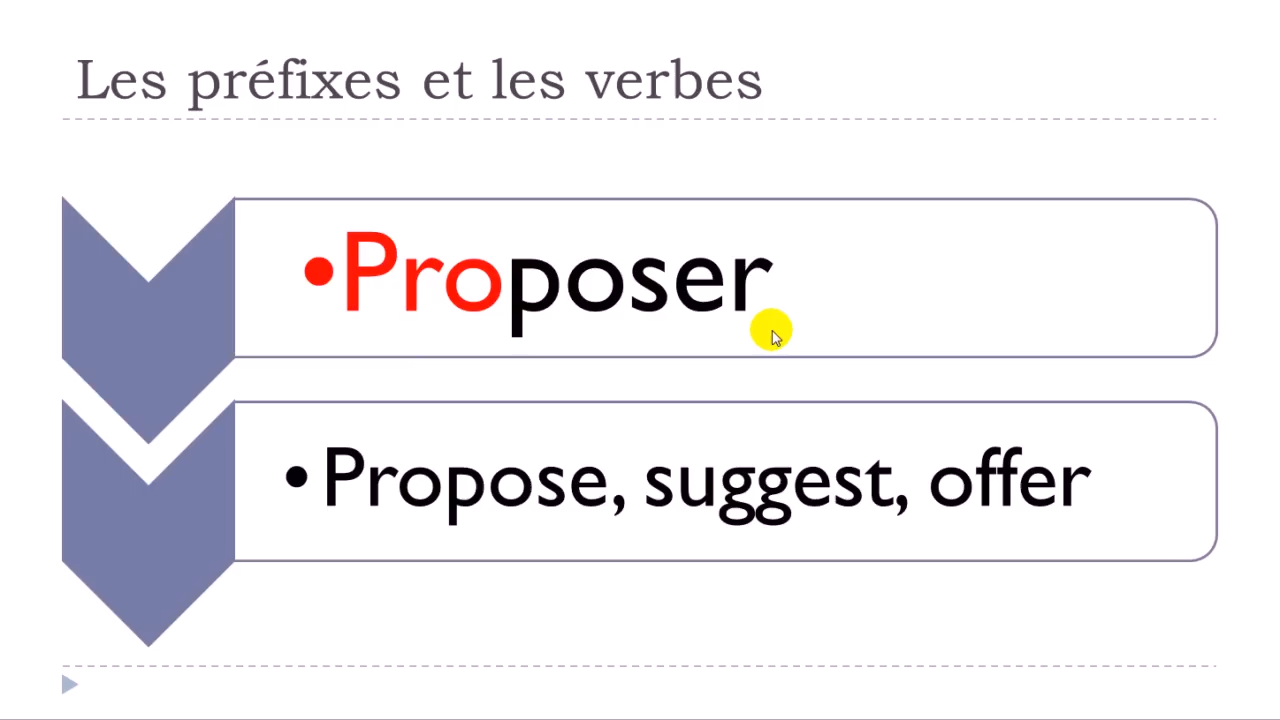 Les préfixes et les verbes
•Proposer
•Propose, suggest, offer